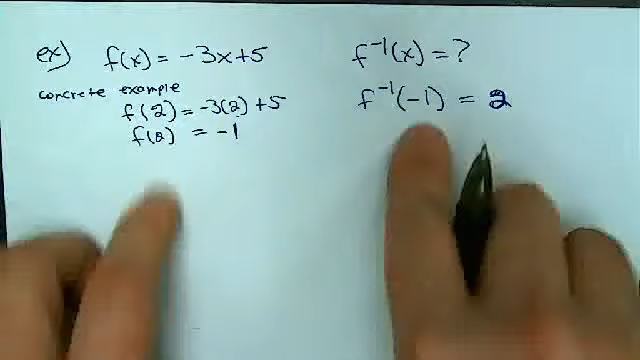 ex) f(x) = -3x+5
concrete example
f(2) = -3(2) + 5
f(2) = -1
f⁻¹(x) = ?
f⁻¹(-1) = 2